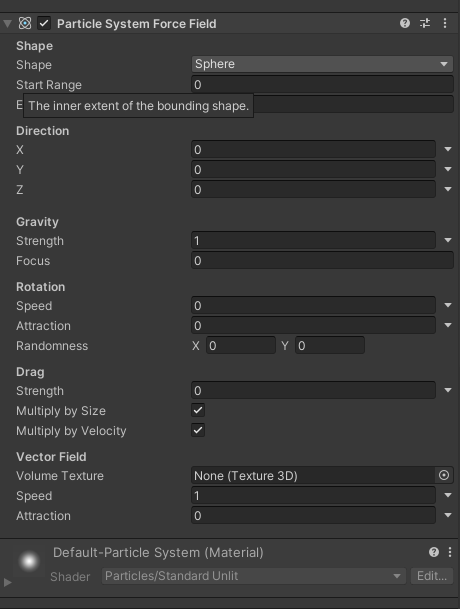 Particle System Force Field
Shape
Shape Sphere
Start Range 0
The inner extent of the bounding shape.
Direction
X 0
Y 0
Z 0
Gravity
Strength 1
Focus 0
Rotation
Speed 0
Attraction 0
Randomness X 0 Y 0
Drag
Strength 0
Multiply by Size
Multiply by Velocity
Vector Field
Volume Texture None (Texture 3D)
Speed 1
Attraction 0
Default-Particle System (Material)
Shader Particles/Standard Unlit Edit...